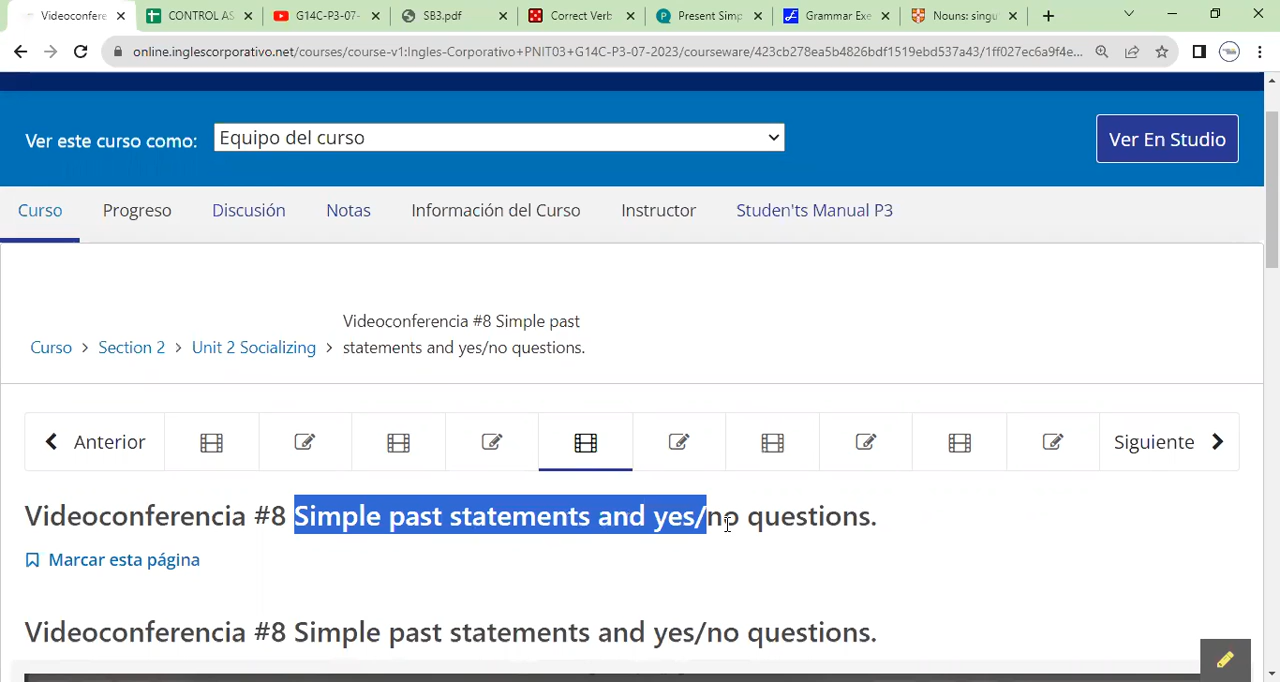 Videoconfere
CONTROL AS
G14C-P3-07-
SB3.pdf
Correct Verb
Present Simp
Grammar Exe
Nouns: singu
online.inglescorporativo.net/courses/course-v1:Ingles-Corporativo+PNIT03+G14C-P3-07-2023/courseware/423cb278ea5b4826bdf1519ebd537a43/1ff027ec6a9f4e...
Ver este curso como:
Equipo del curso
Ver En Studio
Curso
Progreso
Discusión
Notas
Información del Curso
Instructor
Studen'ts Manual P3
Curso > Section 2 > Unit 2 Socializing >
Videoconferencia #8 Simple past
statements and yes/no questions.
Anterior
Siguiente
Videoconferencia #8 Simple past statements and yes/no questions.
Marcar esta página
Videoconferencia #8 Simple past statements and yes/no questions.